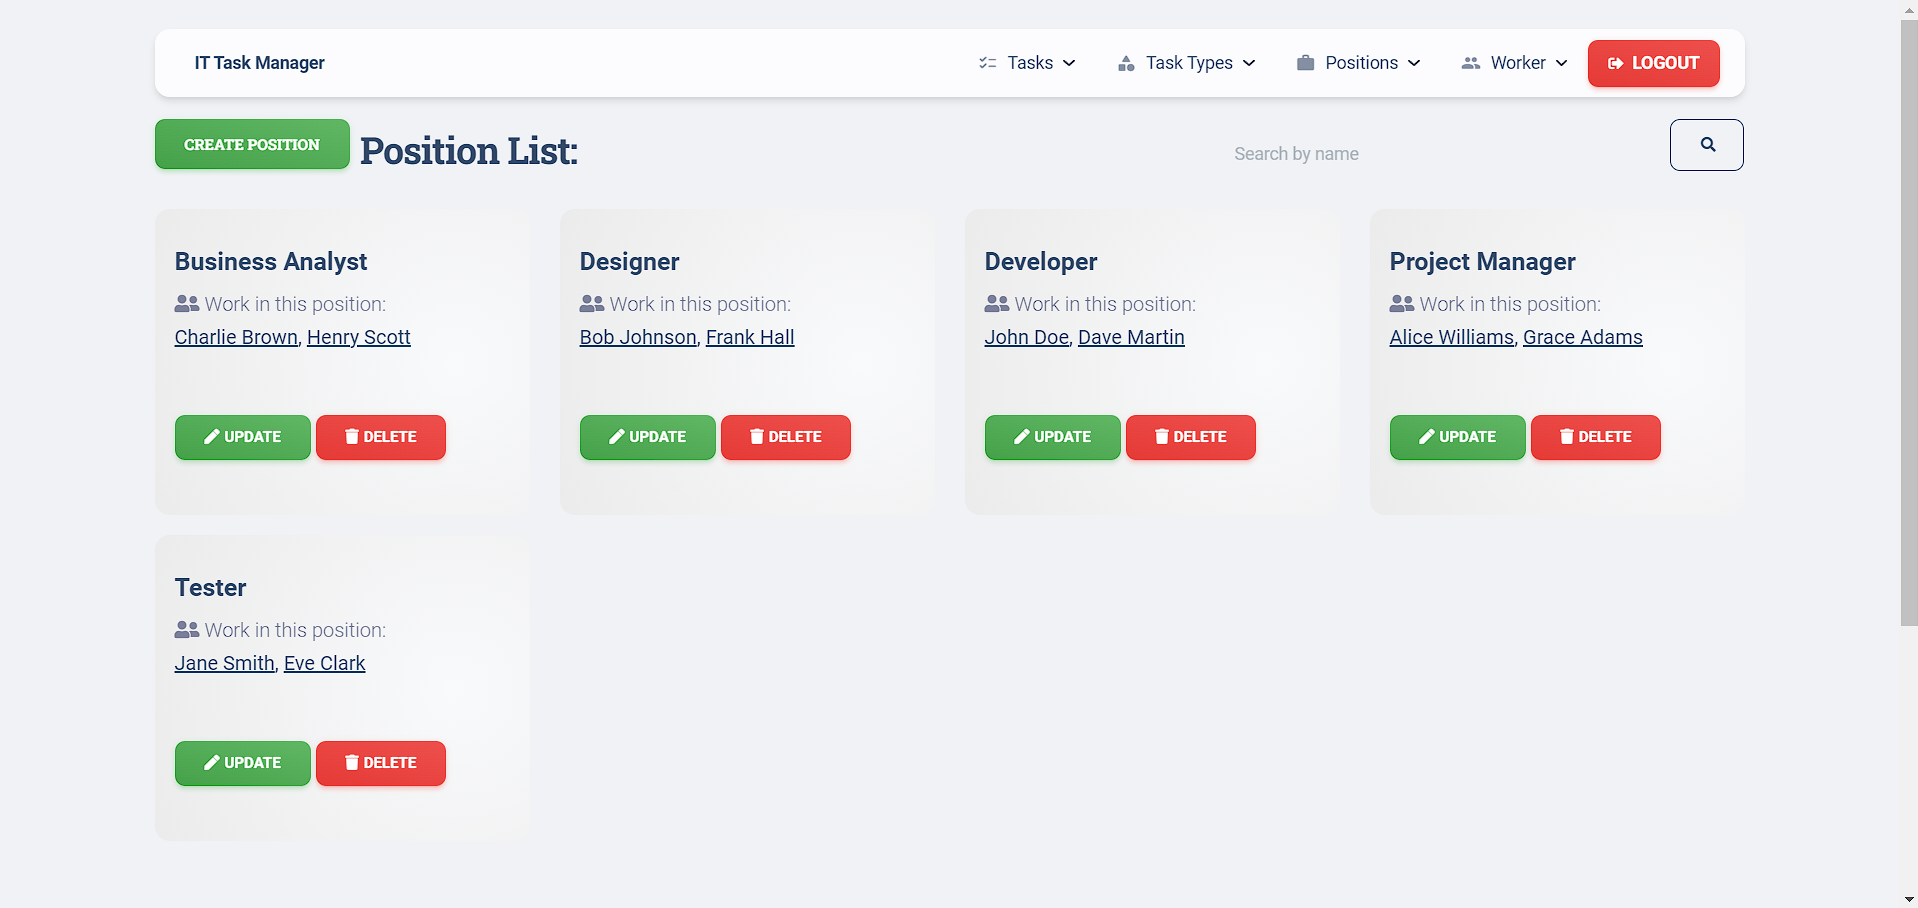 IT Task Manager
Tasks
Task Types
Positions
Worker
LOGOUT
CREATE POSITION
Position List:
Search by name
Business Analyst
Work in this position:
Charlie Brown, Henry Scott
UPDATE
DELETE
Designer
Work in this position:
Bob Johnson, Frank Hall
UPDATE
DELETE
Developer
Work in this position:
John Doe, Dave Martin
UPDATE
DELETE
Project Manager
Work in this position:
Alice Williams, Grace Adams
UPDATE
DELETE
Tester
Work in this position:
Jane Smith, Eve Clark
UPDATE
DELETE